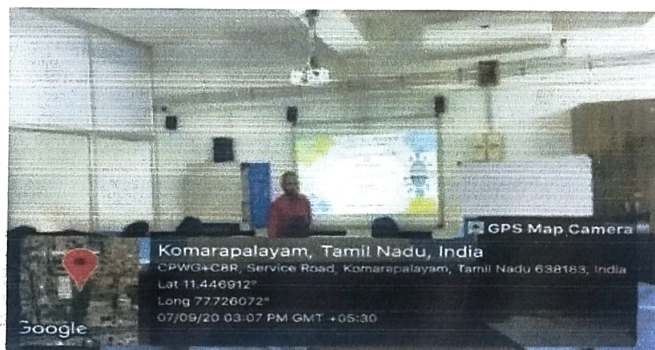 GPS Map Camera
Komarapalayam, Tamil Nadu, India
CPWG+C8R, Service Road, Komarapalayam, Tamil Nadu 638183, India
Lat 11.446912°
Long 77.726072°
07/09/20 03:07 PM GMT +05:30
Google